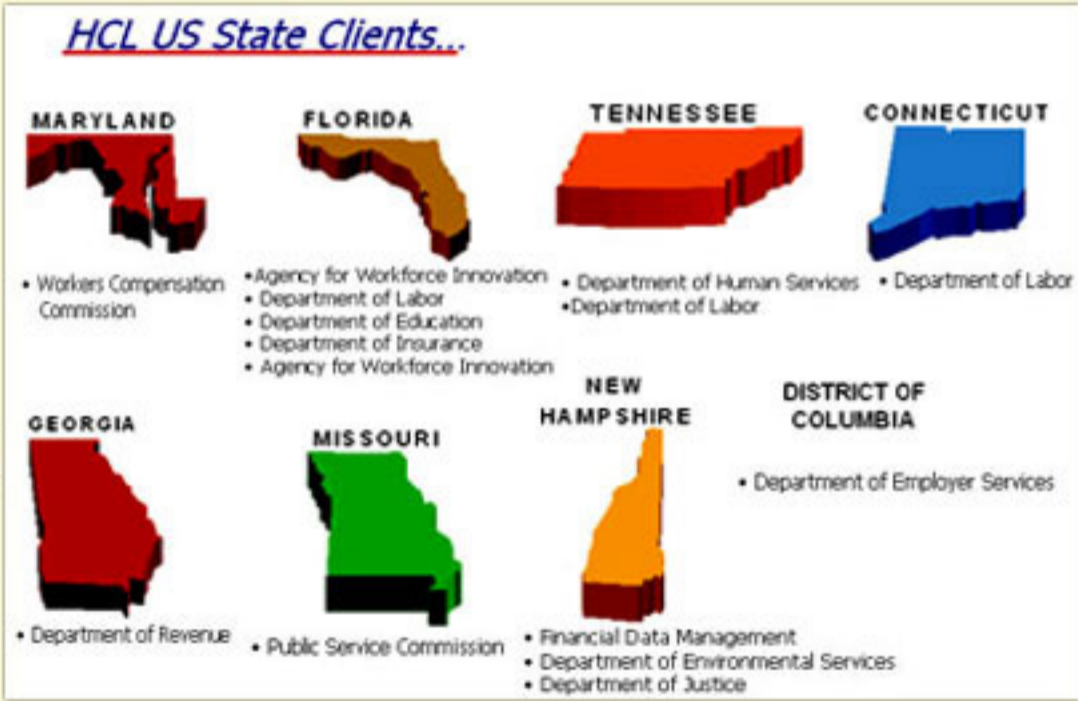 HCL US State Clients...
MARYLAND
• Workers Compensation
Commission
FLORIDA
•Agency for Workforce Innovation
• Department of Labor
• Department of Education
• Department of Insurance
• Agency for Workforce Innovation
TENNESSEE
• Department of Human Services
•Department of Labor
CONNECTICUT
• Department of Labor
GEORGIA
• Department of Revenue
MISSOURI
• Public Service Commission
NEW
HAMPSHIRE
• Financial Data Management
• Department of Environmental Services
• Department of Justice
DISTRICT OF
COLUMBIA
• Department of Employer Services